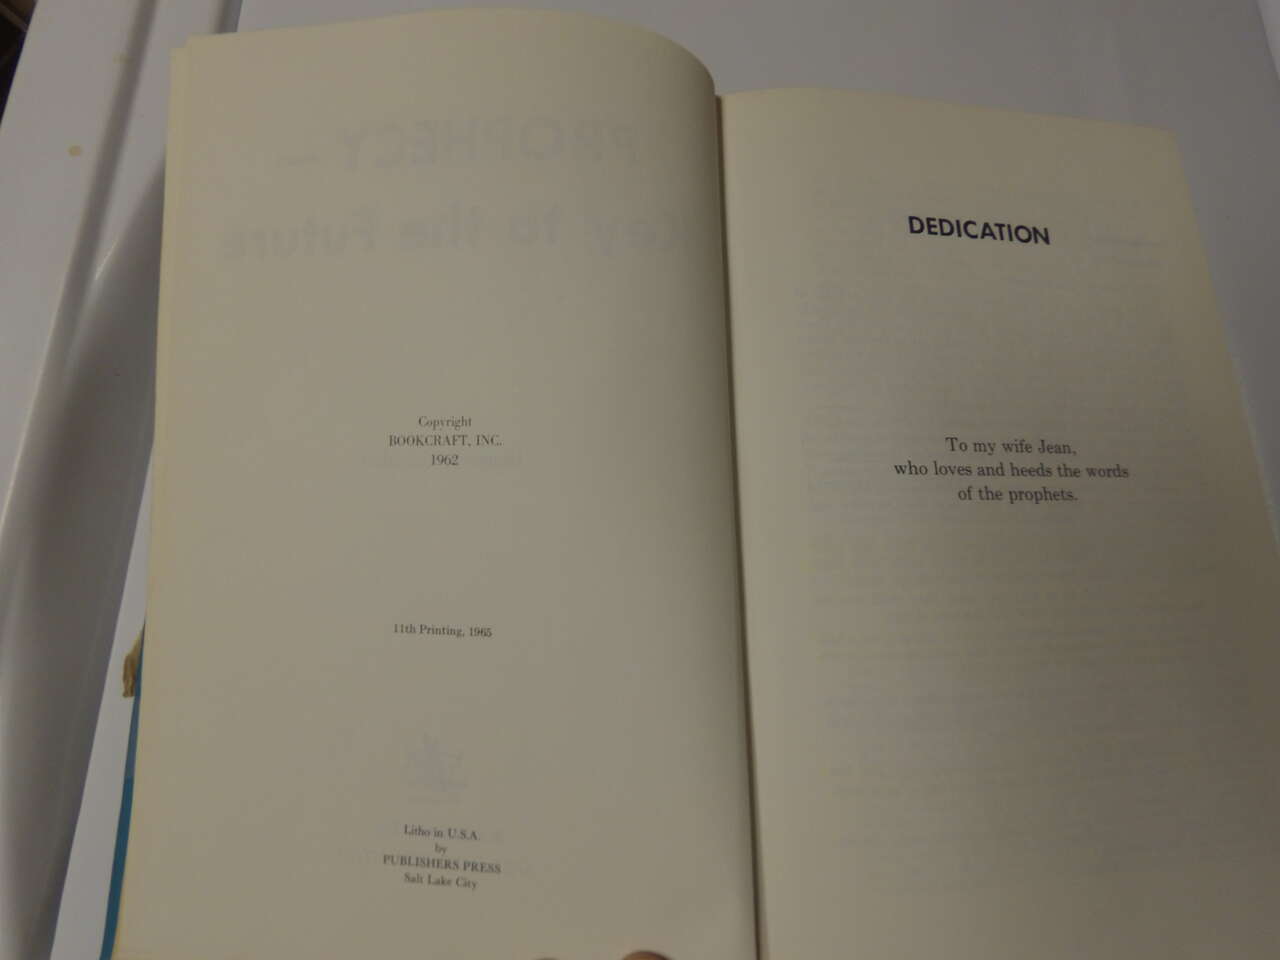 Copyright
BOOKCRAFT, INC.
1962
11th Printing, 1965
Litho in U.S.A.
by
PUBLISHERS PRESS
Salt Lake City
DEDICATION
To my wife Jean,
who loves and heeds the words
of the prophets.